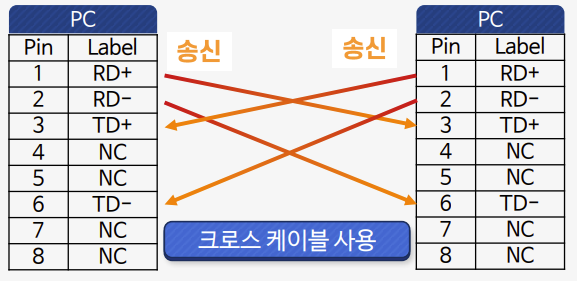 PC
Pin Label
1 RD+
2 RD-
3 TD+
4 NC
5 NC
6 TD-
7 NC
8 NC
송신
송신
크로스 케이블 사용
PC
Pin Label
1 RD+
2 RD-
3 TD+
4 NC
5 NC
6 TD-
7 NC
8 NC